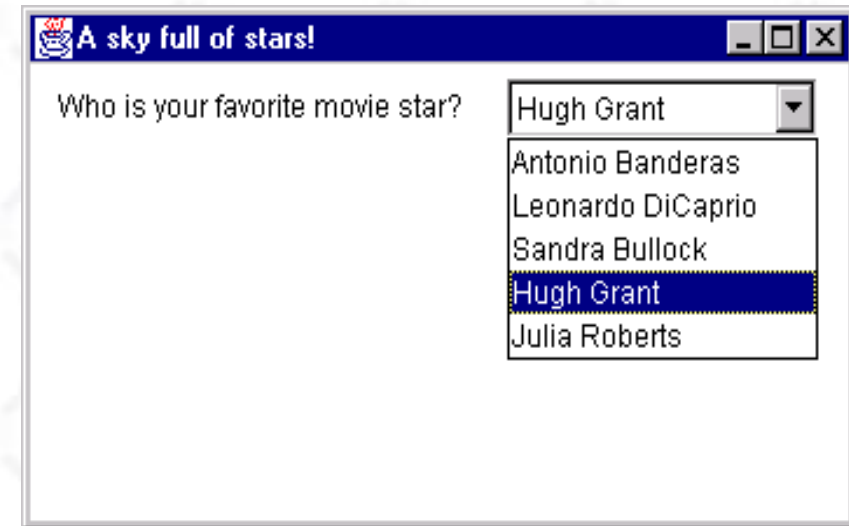 A sky full of stars!
Who is your favorite movie star? Hugh Grant
Antonio Banderas
Leonardo DiCaprio
Sandra Bullock
Hugh Grant
Julia Roberts